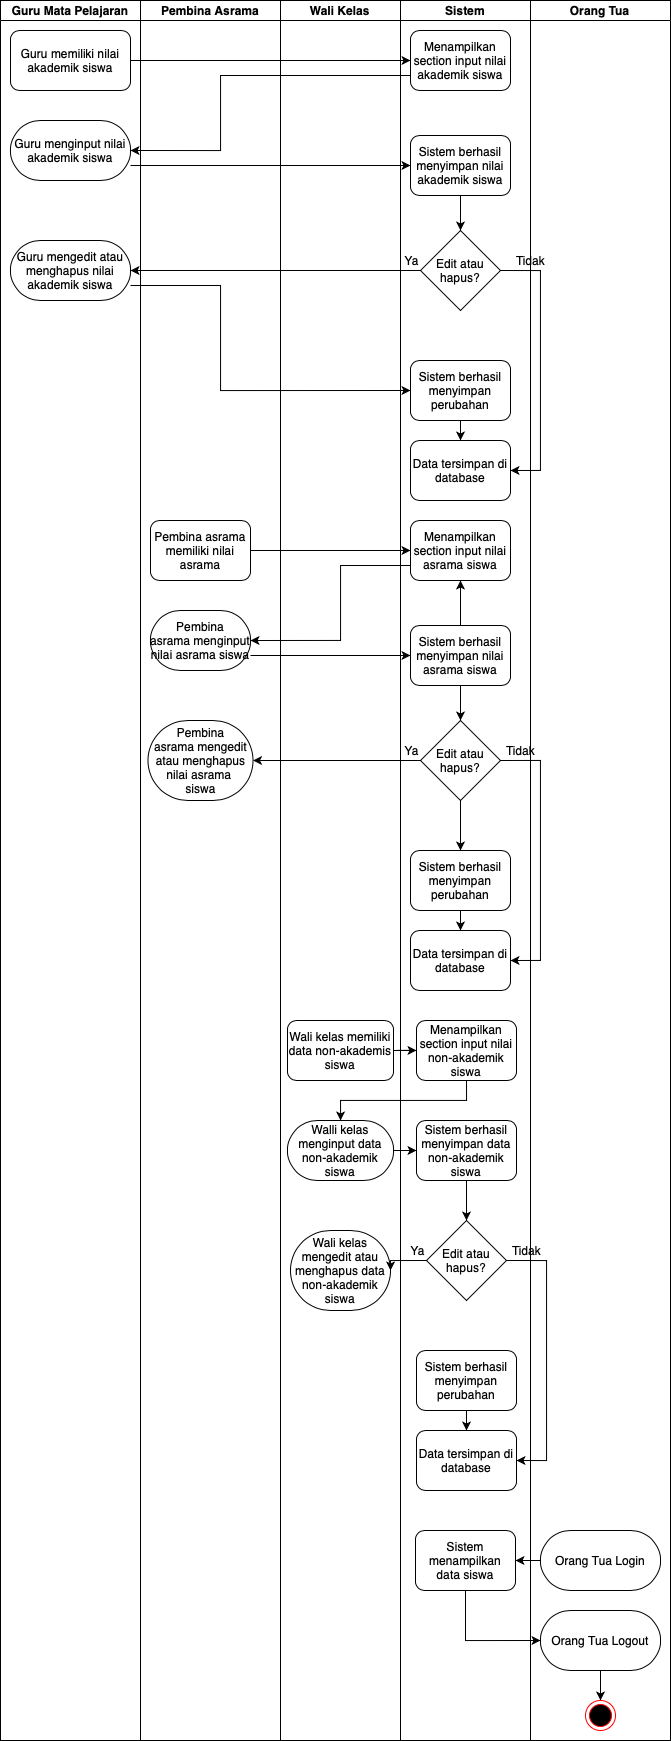 Guru Mata Pelajaran
Pembina Asrama
Wali Kelas
Sistem
Orang Tua
Guru memiliki nilai
akademik siswa
Menampilkan
section input nilai
akademik siswa
Guru menginput nilai
akademik siswa
Sistem berhasil
menyimpan nilai
akademik siswa
Guru mengedit atau
menghapus nilai
akademik siswa
Ya
Edit atau
hapus?
Tidak
Sistem berhasil
menyimpan
perubahan
Data tersimpan di
database
Pembina asrama
memiliki nilai
asrama
Menampilkan
section input nilai
asrama siswa
Pembina
asrama menginput
nilai asrama siswa
Sistem berhasil
menyimpan nilai
asrama siswa
Pembina
asrama mengedit
atau menghapus
nilai asrama
siswa
Ya
Edit atau
hapus?
Tidak
Sistem berhasil
menyimpan
perubahan
Data tersimpan di
database
Wali kelas memiliki
data non-akademis
siswa
Menampilkan
section input nilai
non-akademik
siswa
Walli kelas
menginput data
non-akademik
siswa
Sistem berhasil
menyimpan data
non-akademik
siswa
Wali kelas
mengedit atau
menghapus data
non-akademik
siswa
Ya
Edit atau
hapus?
Tidak
Sistem berhasil
menyimpan
perubahan
Data tersimpan di
database
Sistem
menampilkan
data siswa
Orang Tua Login
Orang Tua Logout